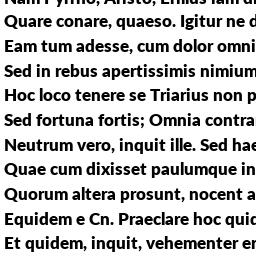 Nam Pyrrho, Aristo, Erillus iam
Quare conare, quaeso. Igitur ne
Eam tum adesse, cum dolor omni
Sed in rebus apertissimis nimium
Hoc loco tenere se Triarius non
Sed fortuna fortis; Omnia contra
Neutrum vero, inquit ille. Sed hae
Quae cum dixisset paulumque in
Quorum altera prosunt, nocent a
Equidem e Cn. Praeclare hoc quid
Et quidem, inquit, vehementer er